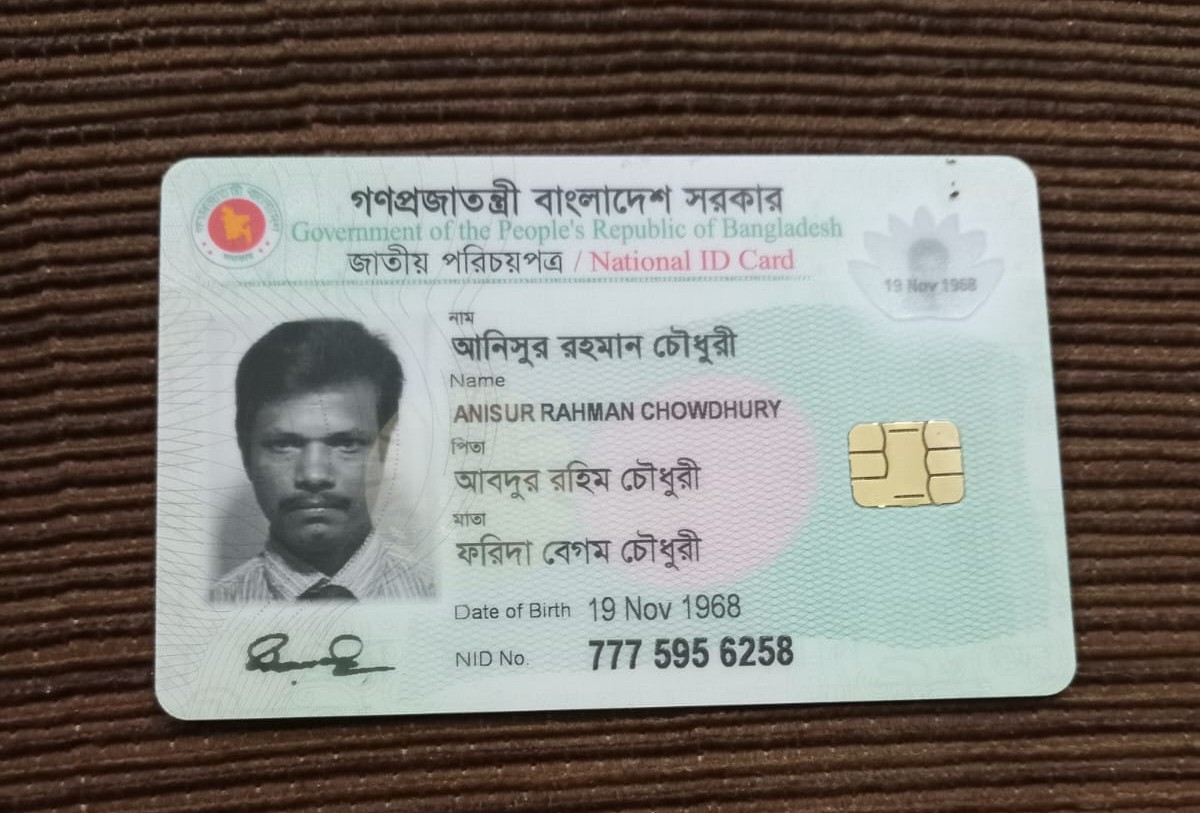 গণপ্রজাতন্ত্রী বাংলাদেশ সরকার
Government of the People's Republic of Bangladesh
জাতীয় পরিচয়পত্র / National ID Card
19 Nov 1968
নাম
আনিসুর রহমান চৌধুরী
Name
ANISUR RAHMAN CHOWDHURY
পিতা
আবদুর রহিম চৌধুরী
মাতা
ফরিদা বেগম চৌধুরী
Date of Birth 19 Nov 1968
NID No. 777 595 6258